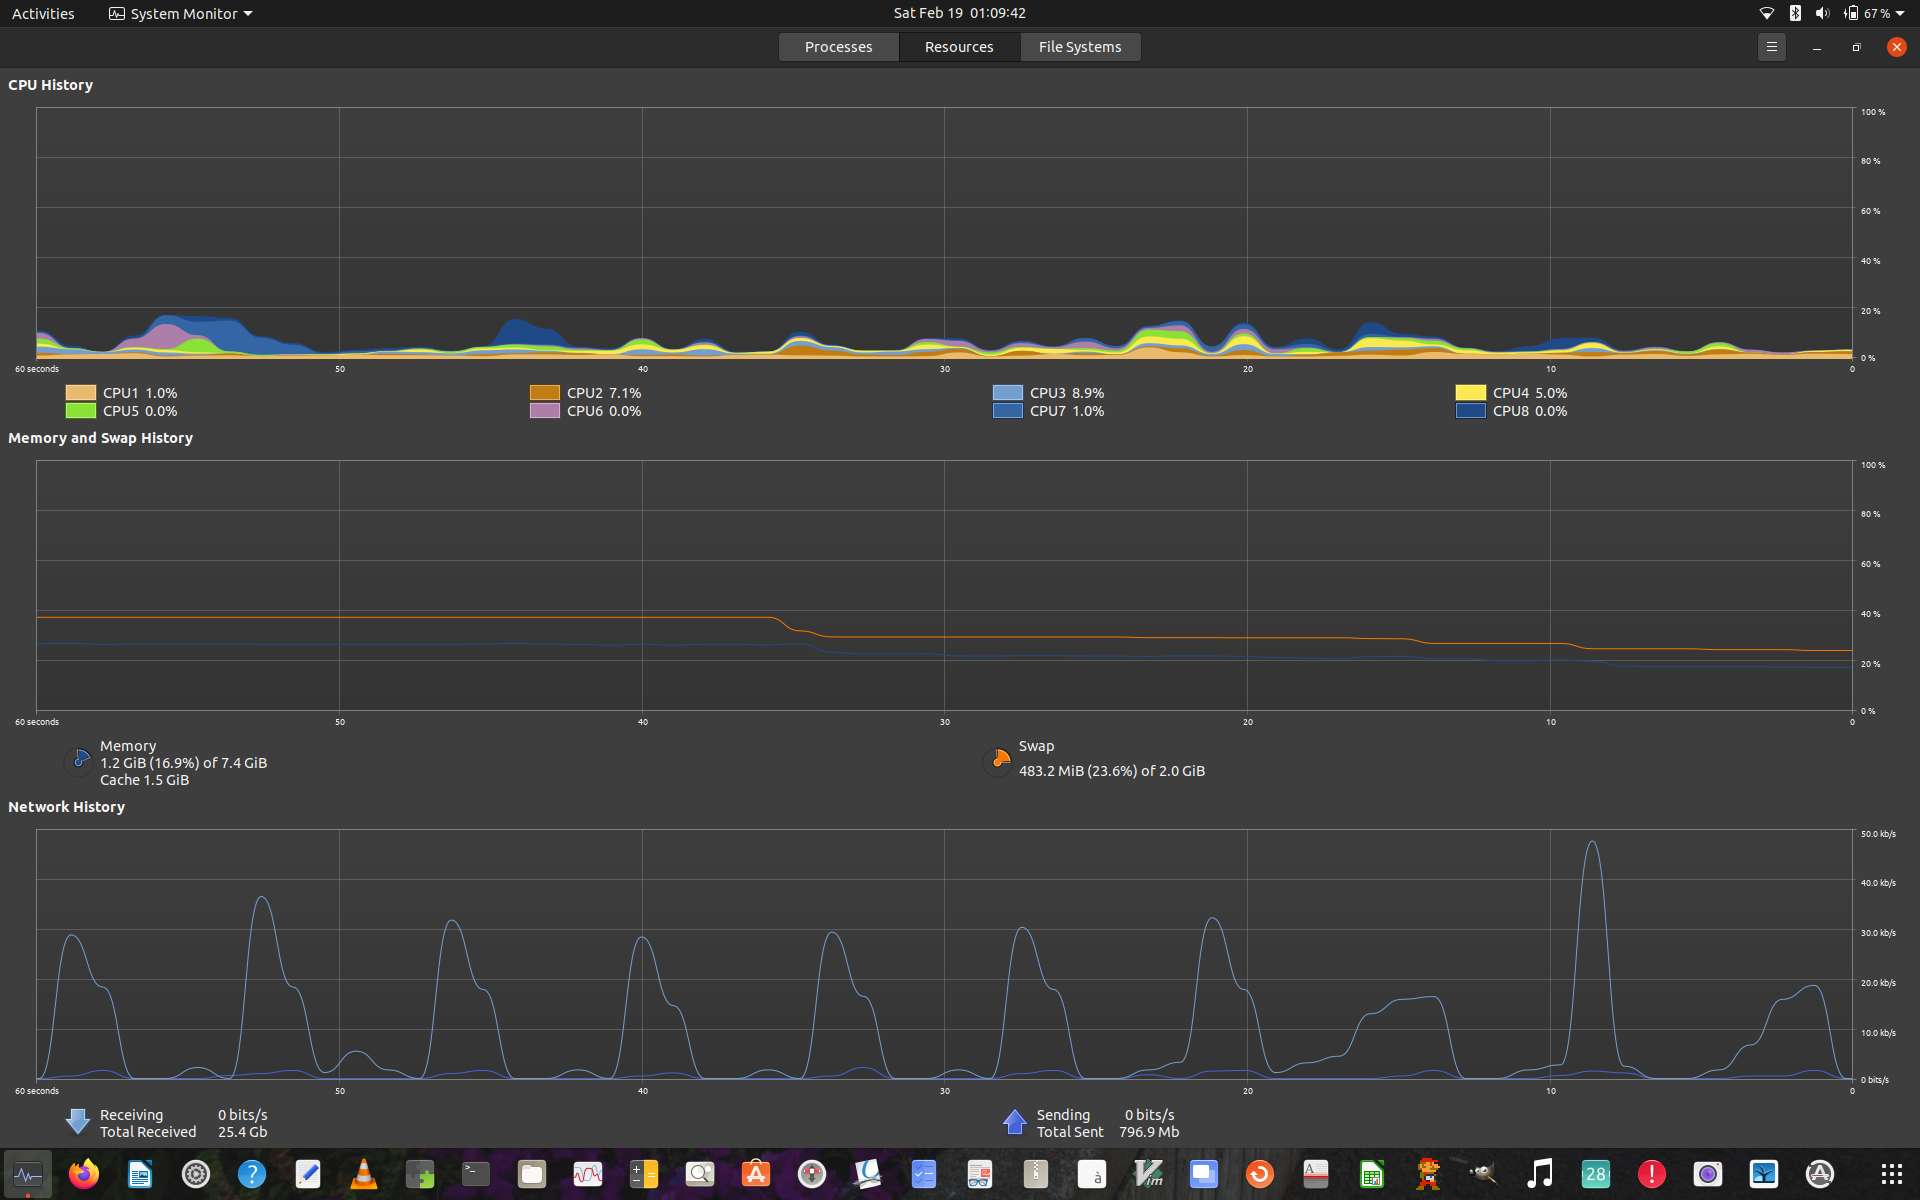 Activities System Monitor Sat Feb 19 01:09:42 67 %
Processes Resources File Systems
CPU History
100 %
80 %
60 %
40 %
20 %
0 %
60 seconds 50 40 30 20 10 0
CPU1 1.0% CPU2 7.1% CPU3 8.9% CPU4 5.0%
CPU5 0.0% CPU6 0.0% CPU7 1.0% CPU8 0.0%
Memory and Swap History
100 %
80 %
60 %
40 %
20 %
0 %
60 seconds 50 40 30 20 10 0
Memory
1.2 GiB (16.9%) of 7.4 GiB
Cache 1.5 GiB
Swap
483.2 MiB (23.6%) of 2.0 GiB
Network History
50.0 kb/s
40.0 kb/s
30.0 kb/s
20.0 kb/s
10.0 kb/s
0 bits/s
60 seconds 50 40 30 20 10 0
Receiving 0 bits/s Sending 0 bits/s
Total Received 25.4 Gb Total Sent 796.9 Mb
? >_ à Vim A 28 !